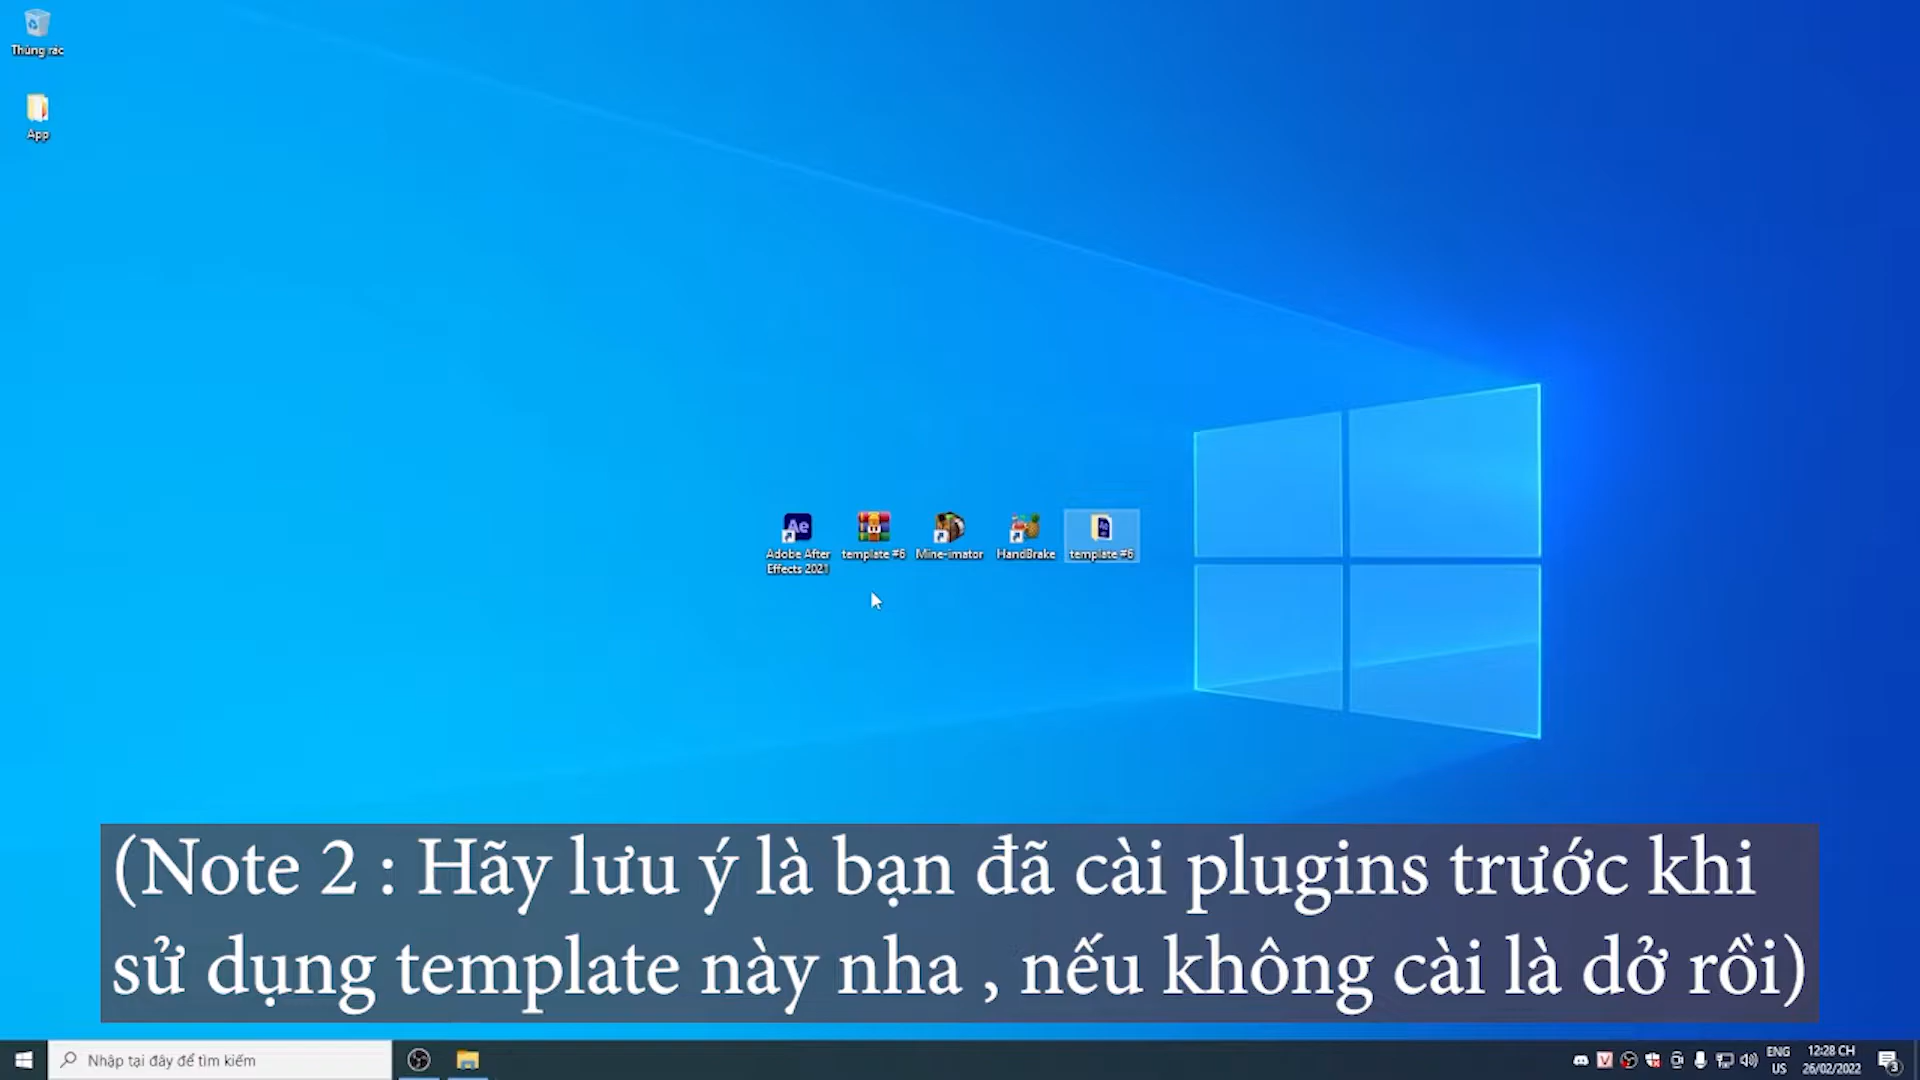 Thùng rác
App
Adobe After
Effects 2021
template #6
Mine-imator
HandBrake
template #6
(Note 2 : Hãy lưu ý là bạn đã cài plugins trước khi
sử dụng template này nha , nếu không cài là dở rồi)
Nhập tại đây để tìm kiếm
ENG
US
12:28 CH
26/02/2022
3